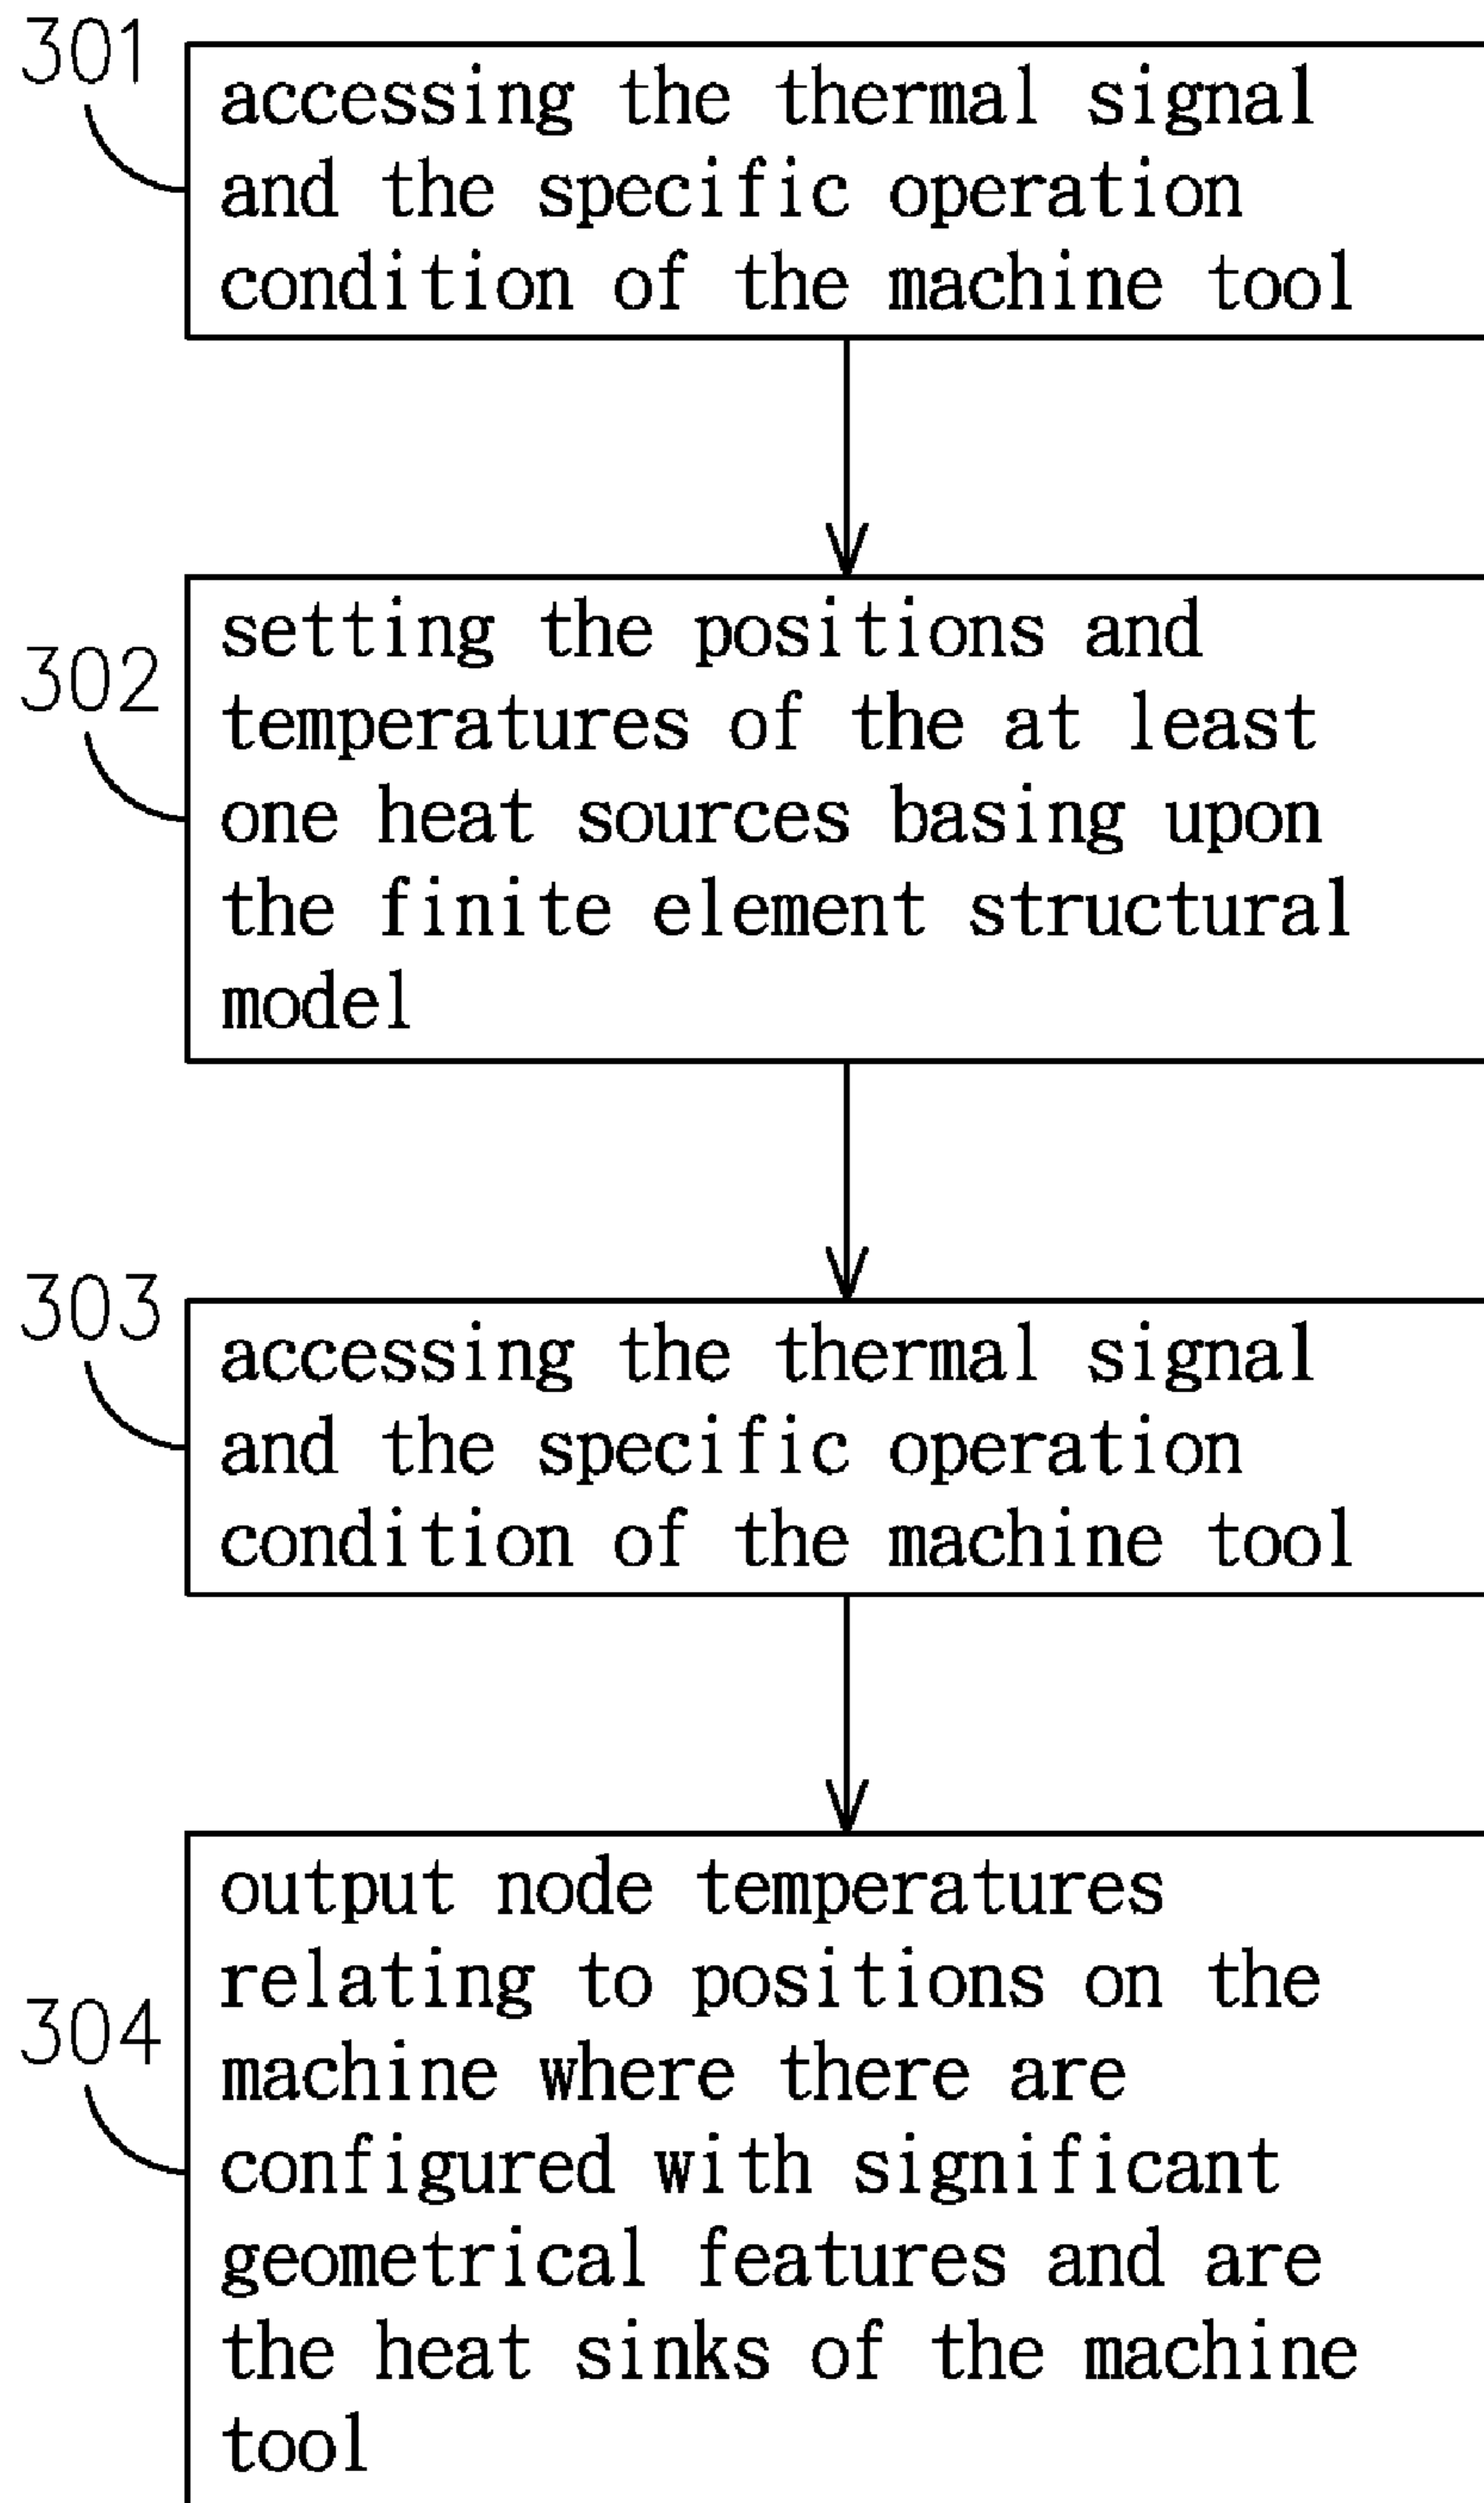 301
accessing the thermal signal
and the specific operation
condition of the machine tool
302
setting the positions and
temperatures of the at least
one heat sources basing upon
the finite element structural
model
303
accessing the thermal signal
and the specific operation
condition of the machine tool
304
output node temperatures
relating to positions on the
machine where there are
configured with significant
geometrical features and are
the heat sinks of the machine
tool